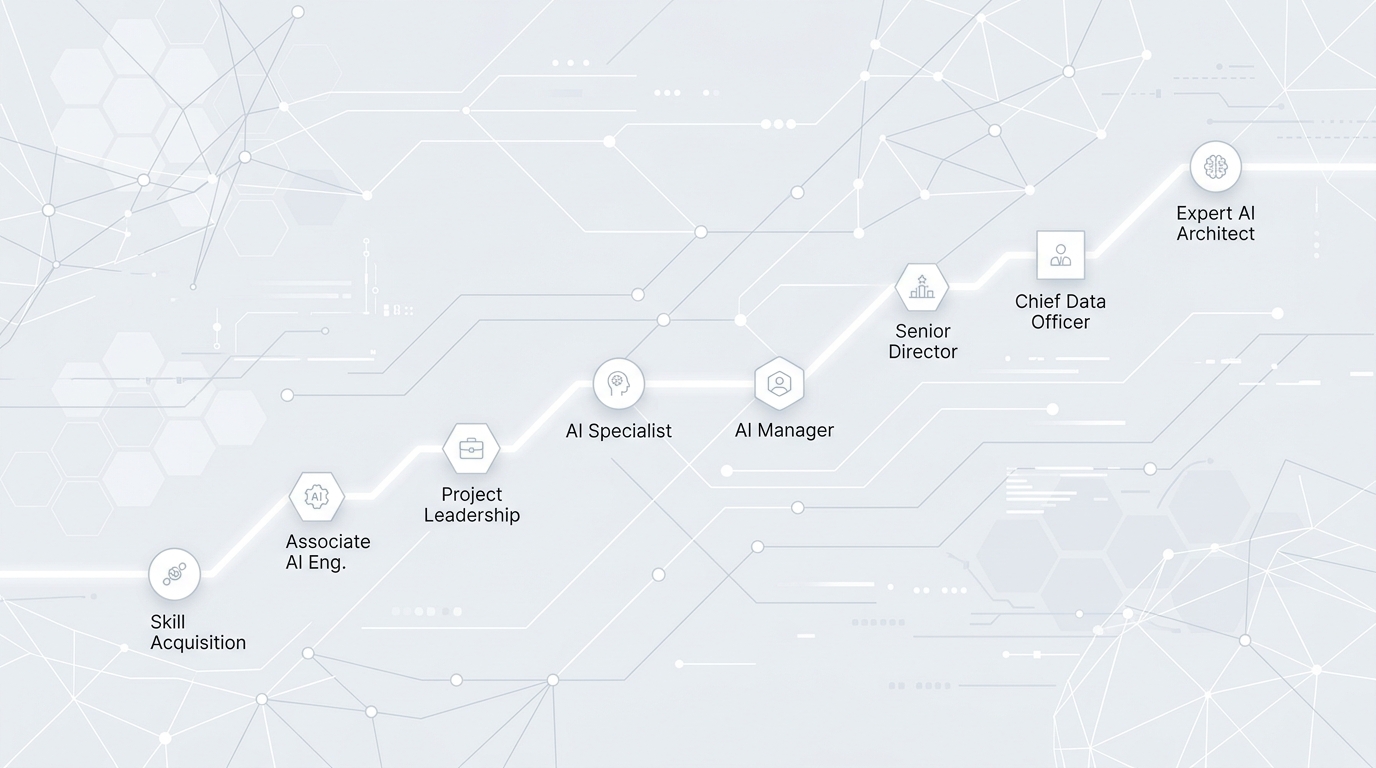 Skill
Acquisition
Associate
AI Eng.
Project
Leadership
AI Specialist
AI Manager
Senior
Director
Chief Data
Officer
Expert AI
Architect
AI